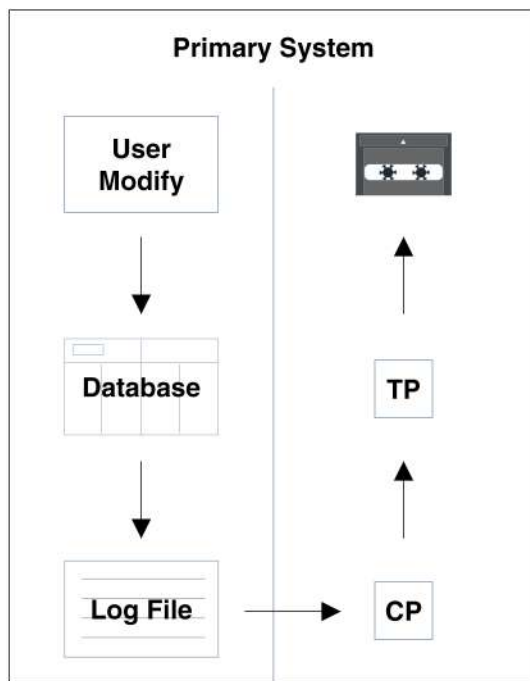 Primary System
User
Modify
Database
TP
Log File
CP